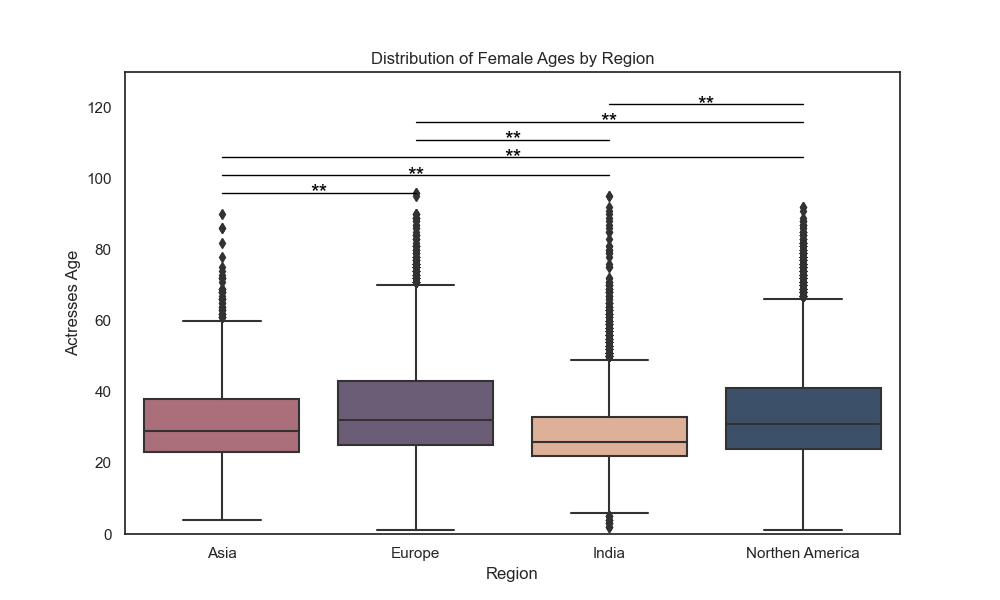 Distribution of Female Ages by Region
120
100
80
60
40
20
0
Actresses Age
**
**
**
**
**
**
Asia
Europe
India
Northen America
Region